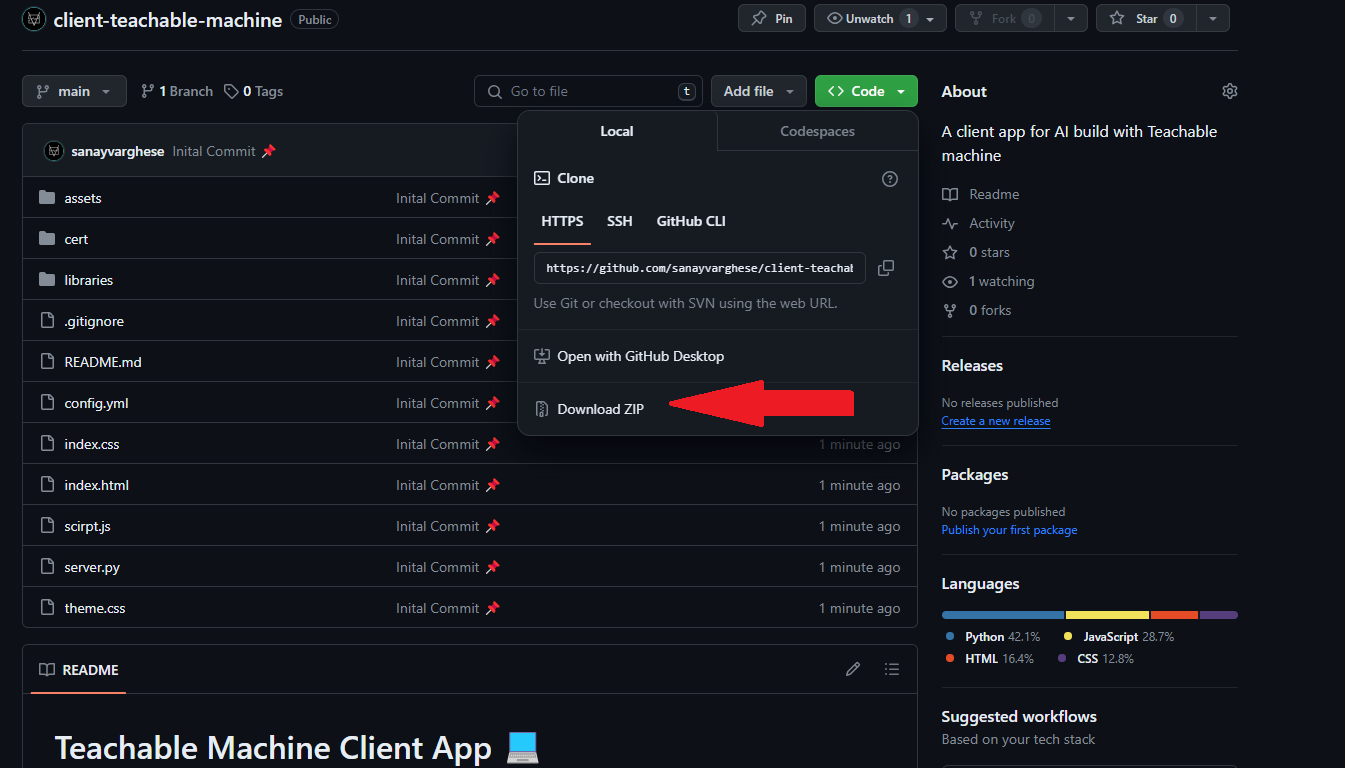 client-teachable-machine Public
Pin
Unwatch 1
Fork 0
Star 0
main
1 Branch
0 Tags
Go to file t
Add file
Code
sanayvarghese Inital Commit
assets Inital Commit
cert Inital Commit
libraries Inital Commit
.gitignore Inital Commit
README.md Inital Commit
config.yml Inital Commit
index.css Inital Commit 1 minute ago
index.html Inital Commit 1 minute ago
scirpt.js Inital Commit 1 minute ago
server.py Inital Commit 1 minute ago
theme.css Inital Commit 1 minute ago
Local Codespaces
Clone
HTTPS SSH GitHub CLI
https://github.com/sanayvarghese/client-teachab
Use Git or checkout with SVN using the web URL.
Open with GitHub Desktop
Download ZIP
README
Teachable Machine Client App
About
A client app for AI build with Teachable
machine
Readme
Activity
0 stars
1 watching
0 forks
Releases
No releases published
Create a new release
Packages
No packages published
Publish your first package
Languages
Python 42.1% JavaScript 28.7%
HTML 16.4% CSS 12.8%
Suggested workflows
Based on your tech stack